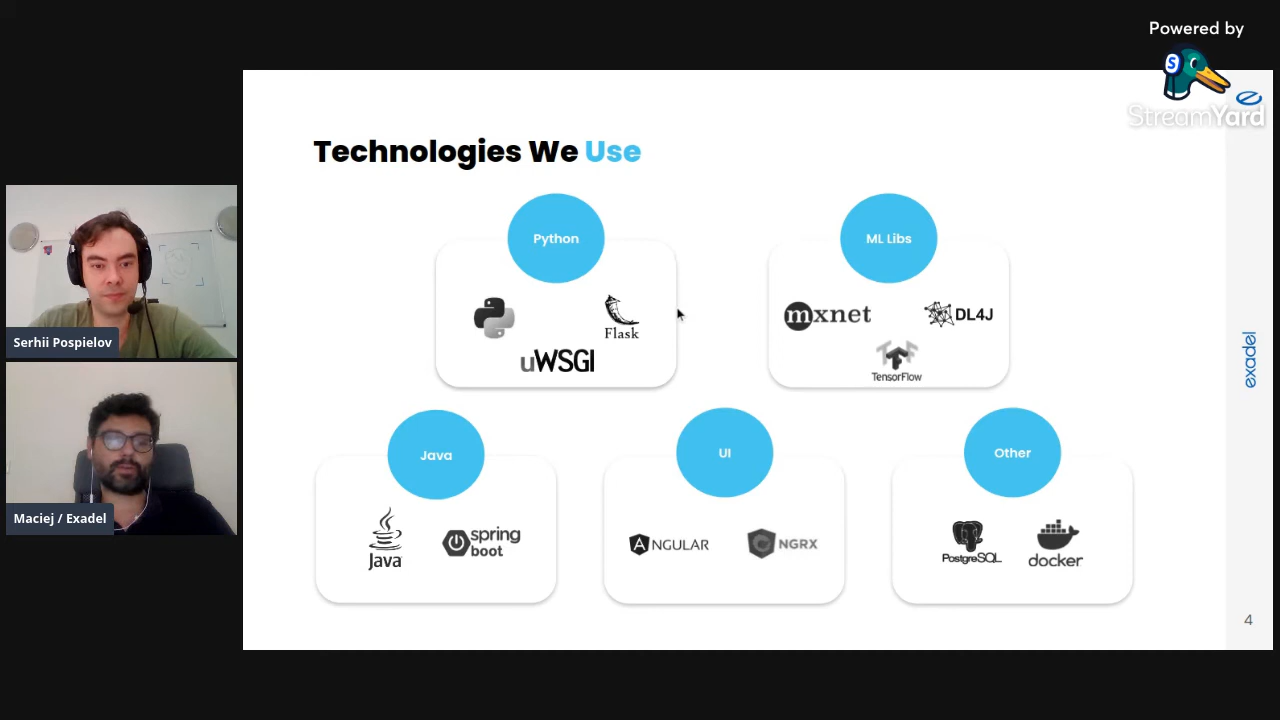 Powered by
StreamYard
Technologies We Use
Python
ML Libs
Flask
uWSGI
mxnet
DL4J
TensorFlow
Java
UI
Other
Java
spring
boot
ANGULAR
NGRX
PostgreSQL
docker
exadel
4
Serhii Pospielov
Maciej / Exadel